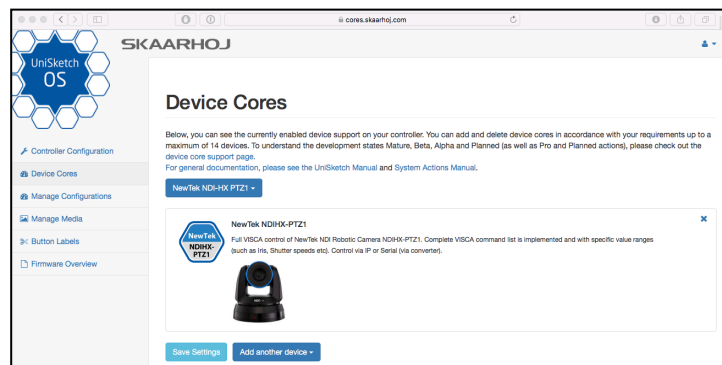 cores.skaarhoj.com
UniSketch
OS
SKAARHOJ
Device Cores
Below, you can see the currently enabled device support on your controller. You can add and delete device cores in accordance with your requirements up to a
maximum of 14 devices. To understand the development states Mature, Beta, Alpha and Planned (as well as Pro and Planned actions), please check out the
device core support page.
For general documentation, please see the UniSketch Manual and System Actions Manual.
Controller Configuration
Device Cores
Manage Configurations
Manage Media
Button Labels
Firmware Overview
NewTek NDI-HX PTZ1
NewTek
NDIHX-
PTZ1
NewTek NDIHX-PTZ1
Full VISCA control of NewTek NDI Robotic Camera NDIHX-PTZ1. Complete VISCA command list is implemented and with specific value ranges
(such as Iris, Shutter speeds etc). Control via IP or Serial (via converter).
Save Settings
Add another device